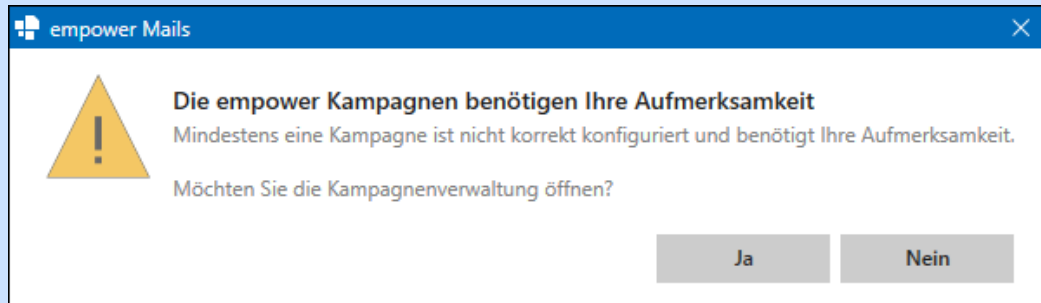 empower Mails
Die empower Kampagnen benötigen Ihre Aufmerksamkeit
Mindestens eine Kampagne ist nicht korrekt konfiguriert und benötigt Ihre Aufmerksamkeit.
Möchten Sie die Kampagnenverwaltung öffnen?
Ja Nein